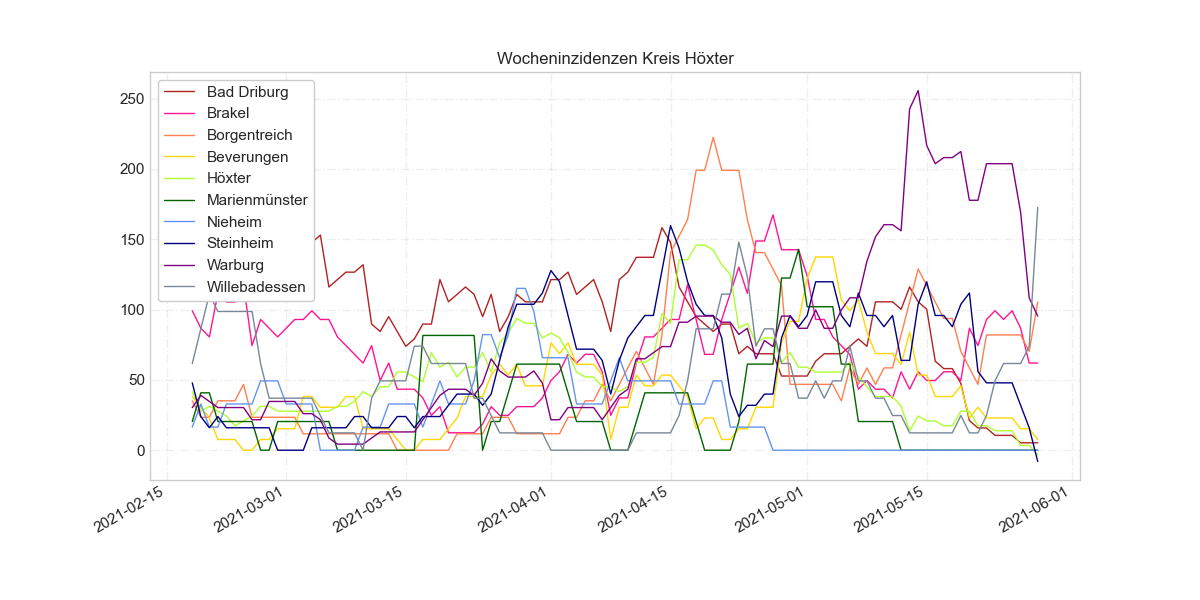 Wocheninzidenzen Kreis Höxter
250
200
150
100
50
0
Bad Driburg
Brakel
Borgentreich
Beverungen
Höxter
Marienmünster
Nieheim
Steinheim
Warburg
Willebadessen
2021-02-15
2021-03-01
2021-03-15
2021-04-01
2021-04-15
2021-05-01
2021-05-15
2021-06-01